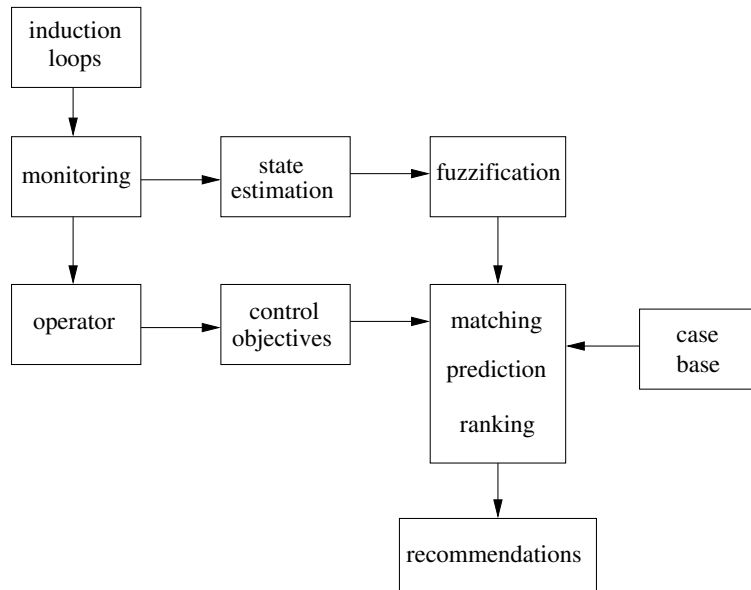 induction
loops
monitoring
state
estimation
fuzzification
operator
control
objectives
matching
prediction
ranking
case
base
recommendations